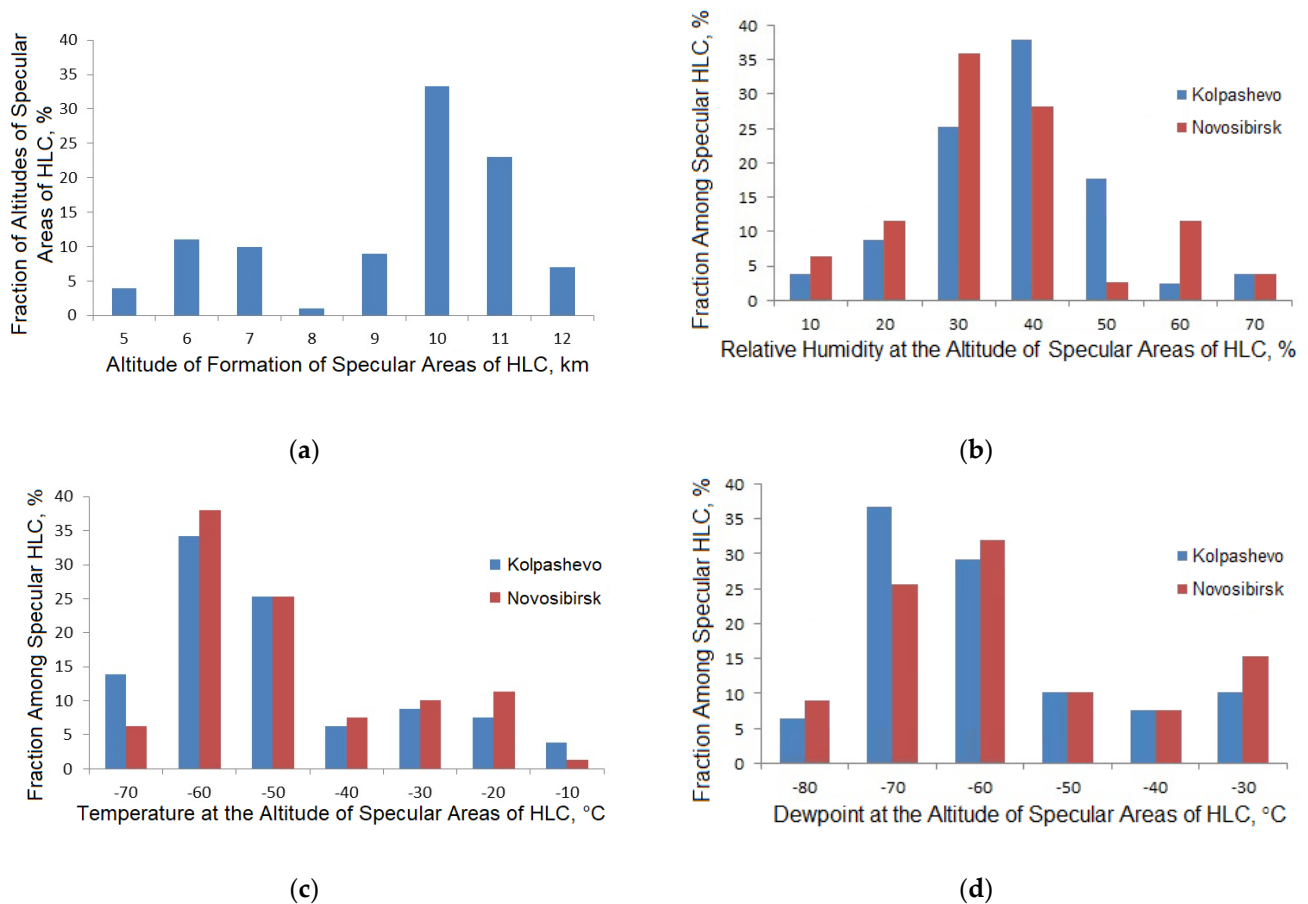 Fraction of Altitudes of Specular
Areas of HLC, %
40
35
30
25
20
15
10
5
0
5 6 7 8 9 10 11 12
Altitude of Formation of Specular Areas of HLC, km
(a)
Fraction Among Specular HLC, %
40
35
30
25
20
15
10
5
0
Kolpashevo
Novosibirsk
10 20 30 40 50 60 70
Relative Humidity at the Altitude of Specular Areas of HLC, %
(b)
Fraction Among Specular HLC, %
40
35
30
25
20
15
10
5
0
Kolpashevo
Novosibirsk
-70 -60 -50 -40 -30 -20 -10
Temperature at the Altitude of Specular Areas of HLC, °C
(c)
Fraction Among Specular HLC, %
40
35
30
25
20
15
10
5
0
Kolpashevo
Novosibirsk
-80 -70 -60 -50 -40 -30
Dewpoint at the Altitude of Specular Areas of HLC, °C
(d)